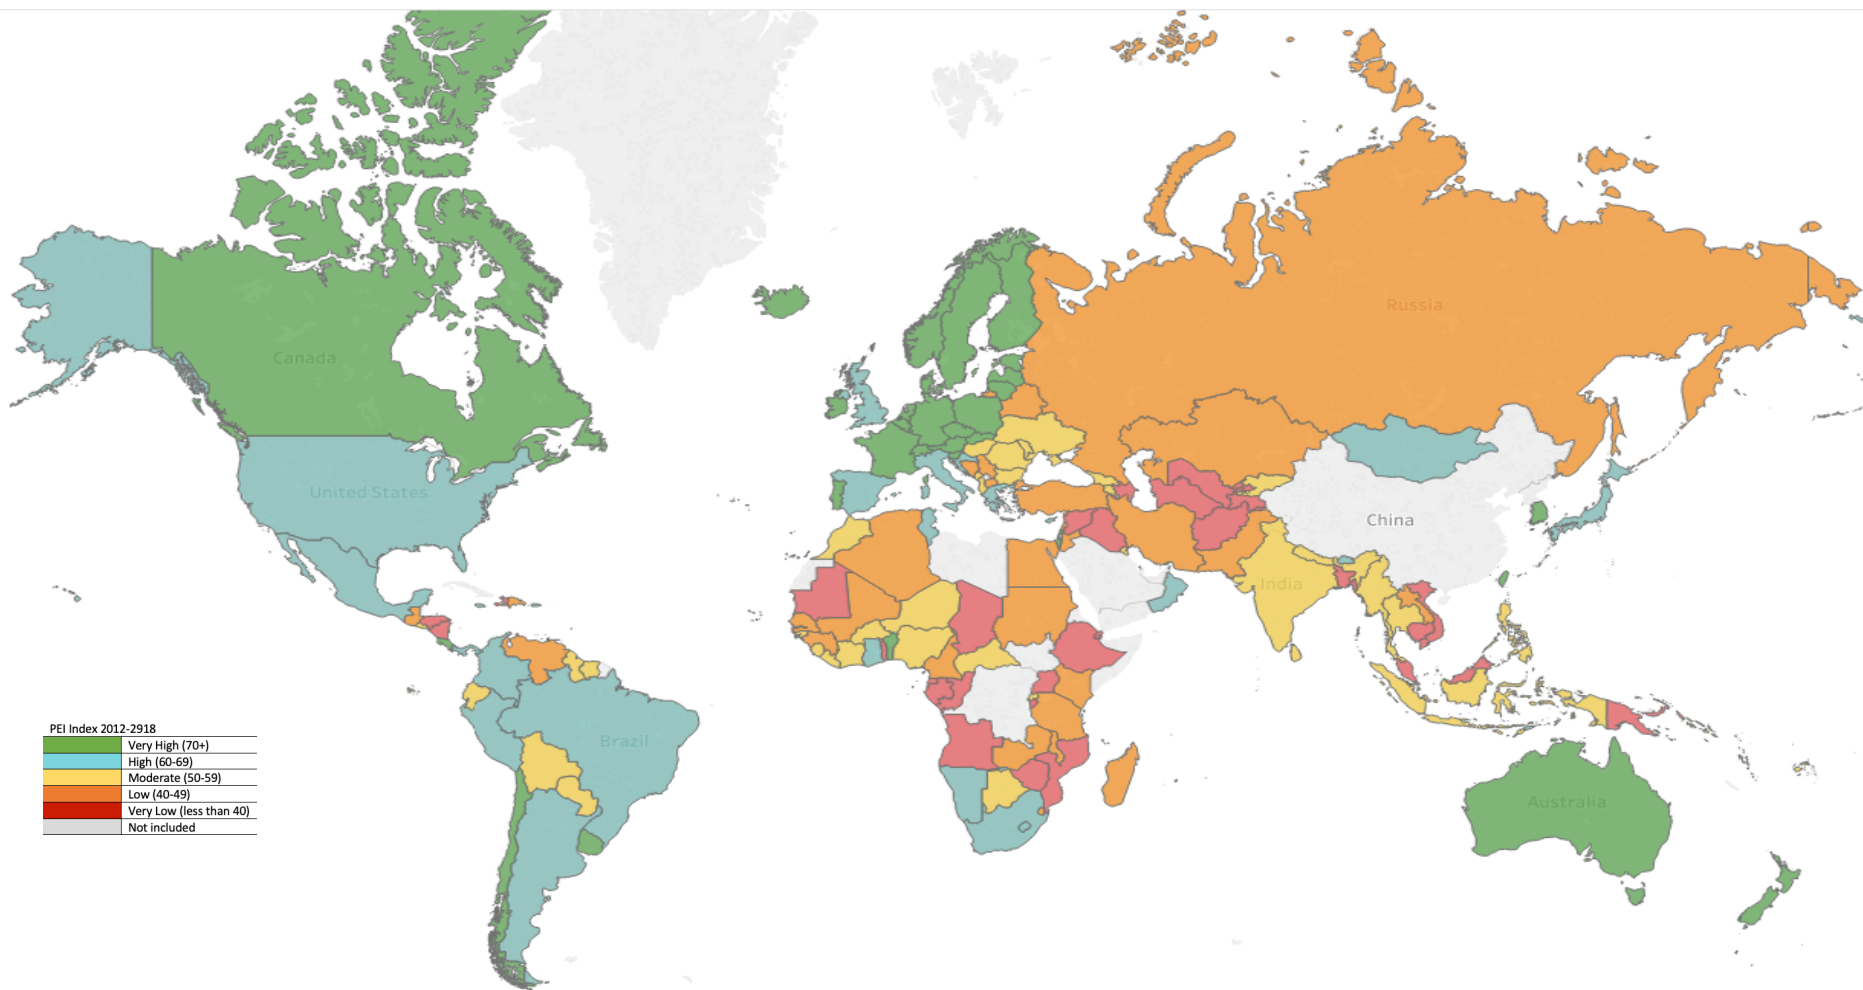 Russia
Canada
United States
China
India
Brazil
PEI Index 2012-2918
Very High (70+)
High (60-69)
Moderate (50-59)
Low (40-49)
Very Low (less than 40)
Not included
Australia